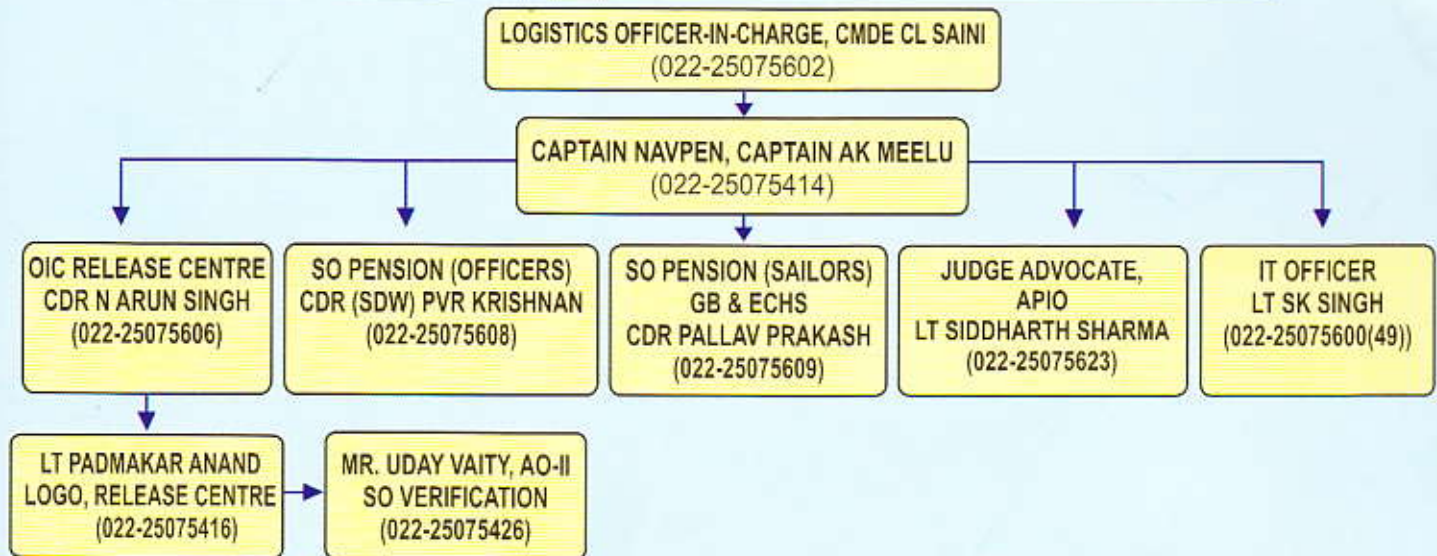 LOGISTICS OFFICER-IN-CHARGE, CMDE CL SAINI
(022-25075602)
CAPTAIN NAVPEN, CAPTAIN AK MEELU
(022-25075414)
OIC RELEASE CENTRE
CDR N ARUN SINGH
(022-25075606)
SO PENSION (OFFICERS)
CDR (SDW) PVR KRISHNAN
(022-25075608)
SO PENSION (SAILORS)
GB & ECHS
CDR PALLAV PRAKASH
(022-25075609)
JUDGE ADVOCATE,
APIO
LT SIDDHARTH SHARMA
(022-25075623)
IT OFFICER
LT SK SINGH
(022-25075600(49))
LT PADMAKAR ANAND
LOGO, RELEASE CENTRE
(022-25075416)
MR. UDAY VAITY, AO-II
SO VERIFICATION
(022-25075426)